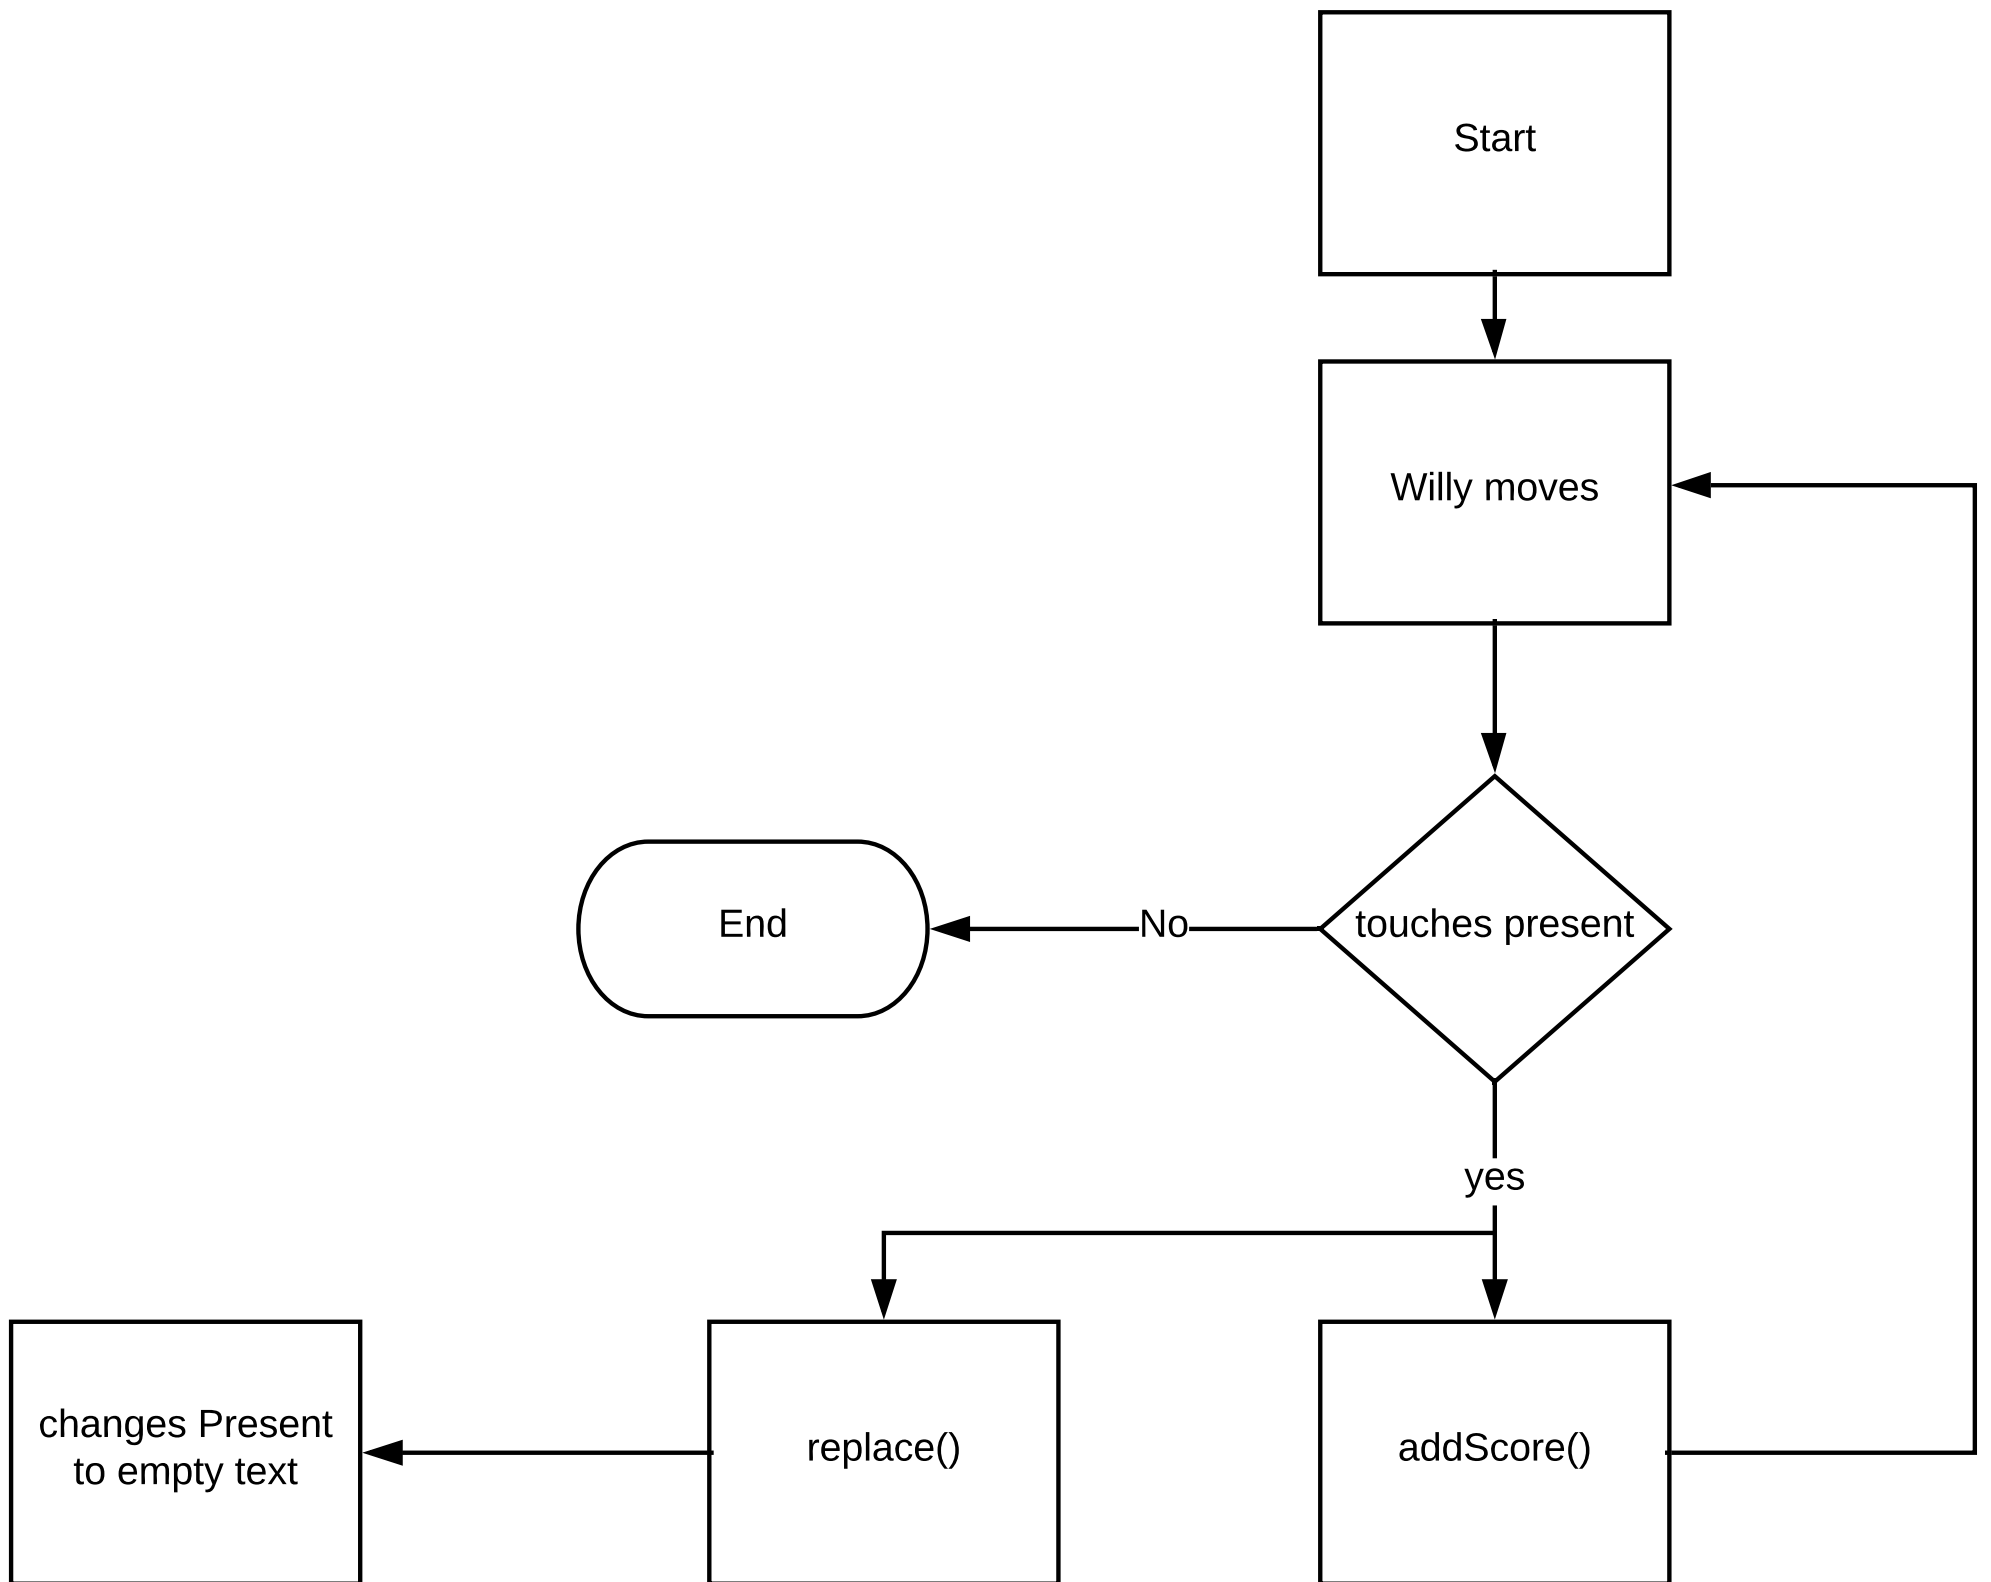 Start
Willy moves
End
No
touches present
yes
changes Present
to empty text
replace()
addScore()